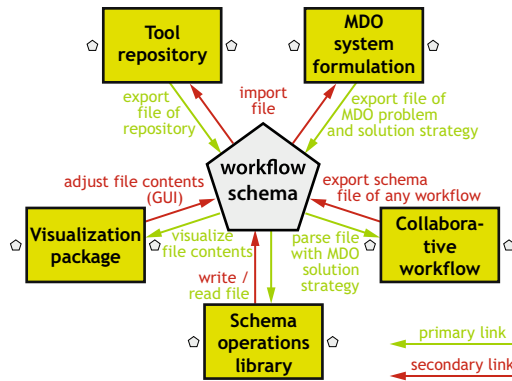 Tool
repository
MDO
system
formulation
import
file
export
file of
repository
export file of
MDO problem
and solution strategy
workflow
schema
adjust file contents
(GUI)
export schema
file of any workflow
Visualization
package
visualize
file contents
parse file
with MDO
solution
strategy
Collabora-
tive
workflow
write /
read file
Schema
operations
library
primary link
secondary link